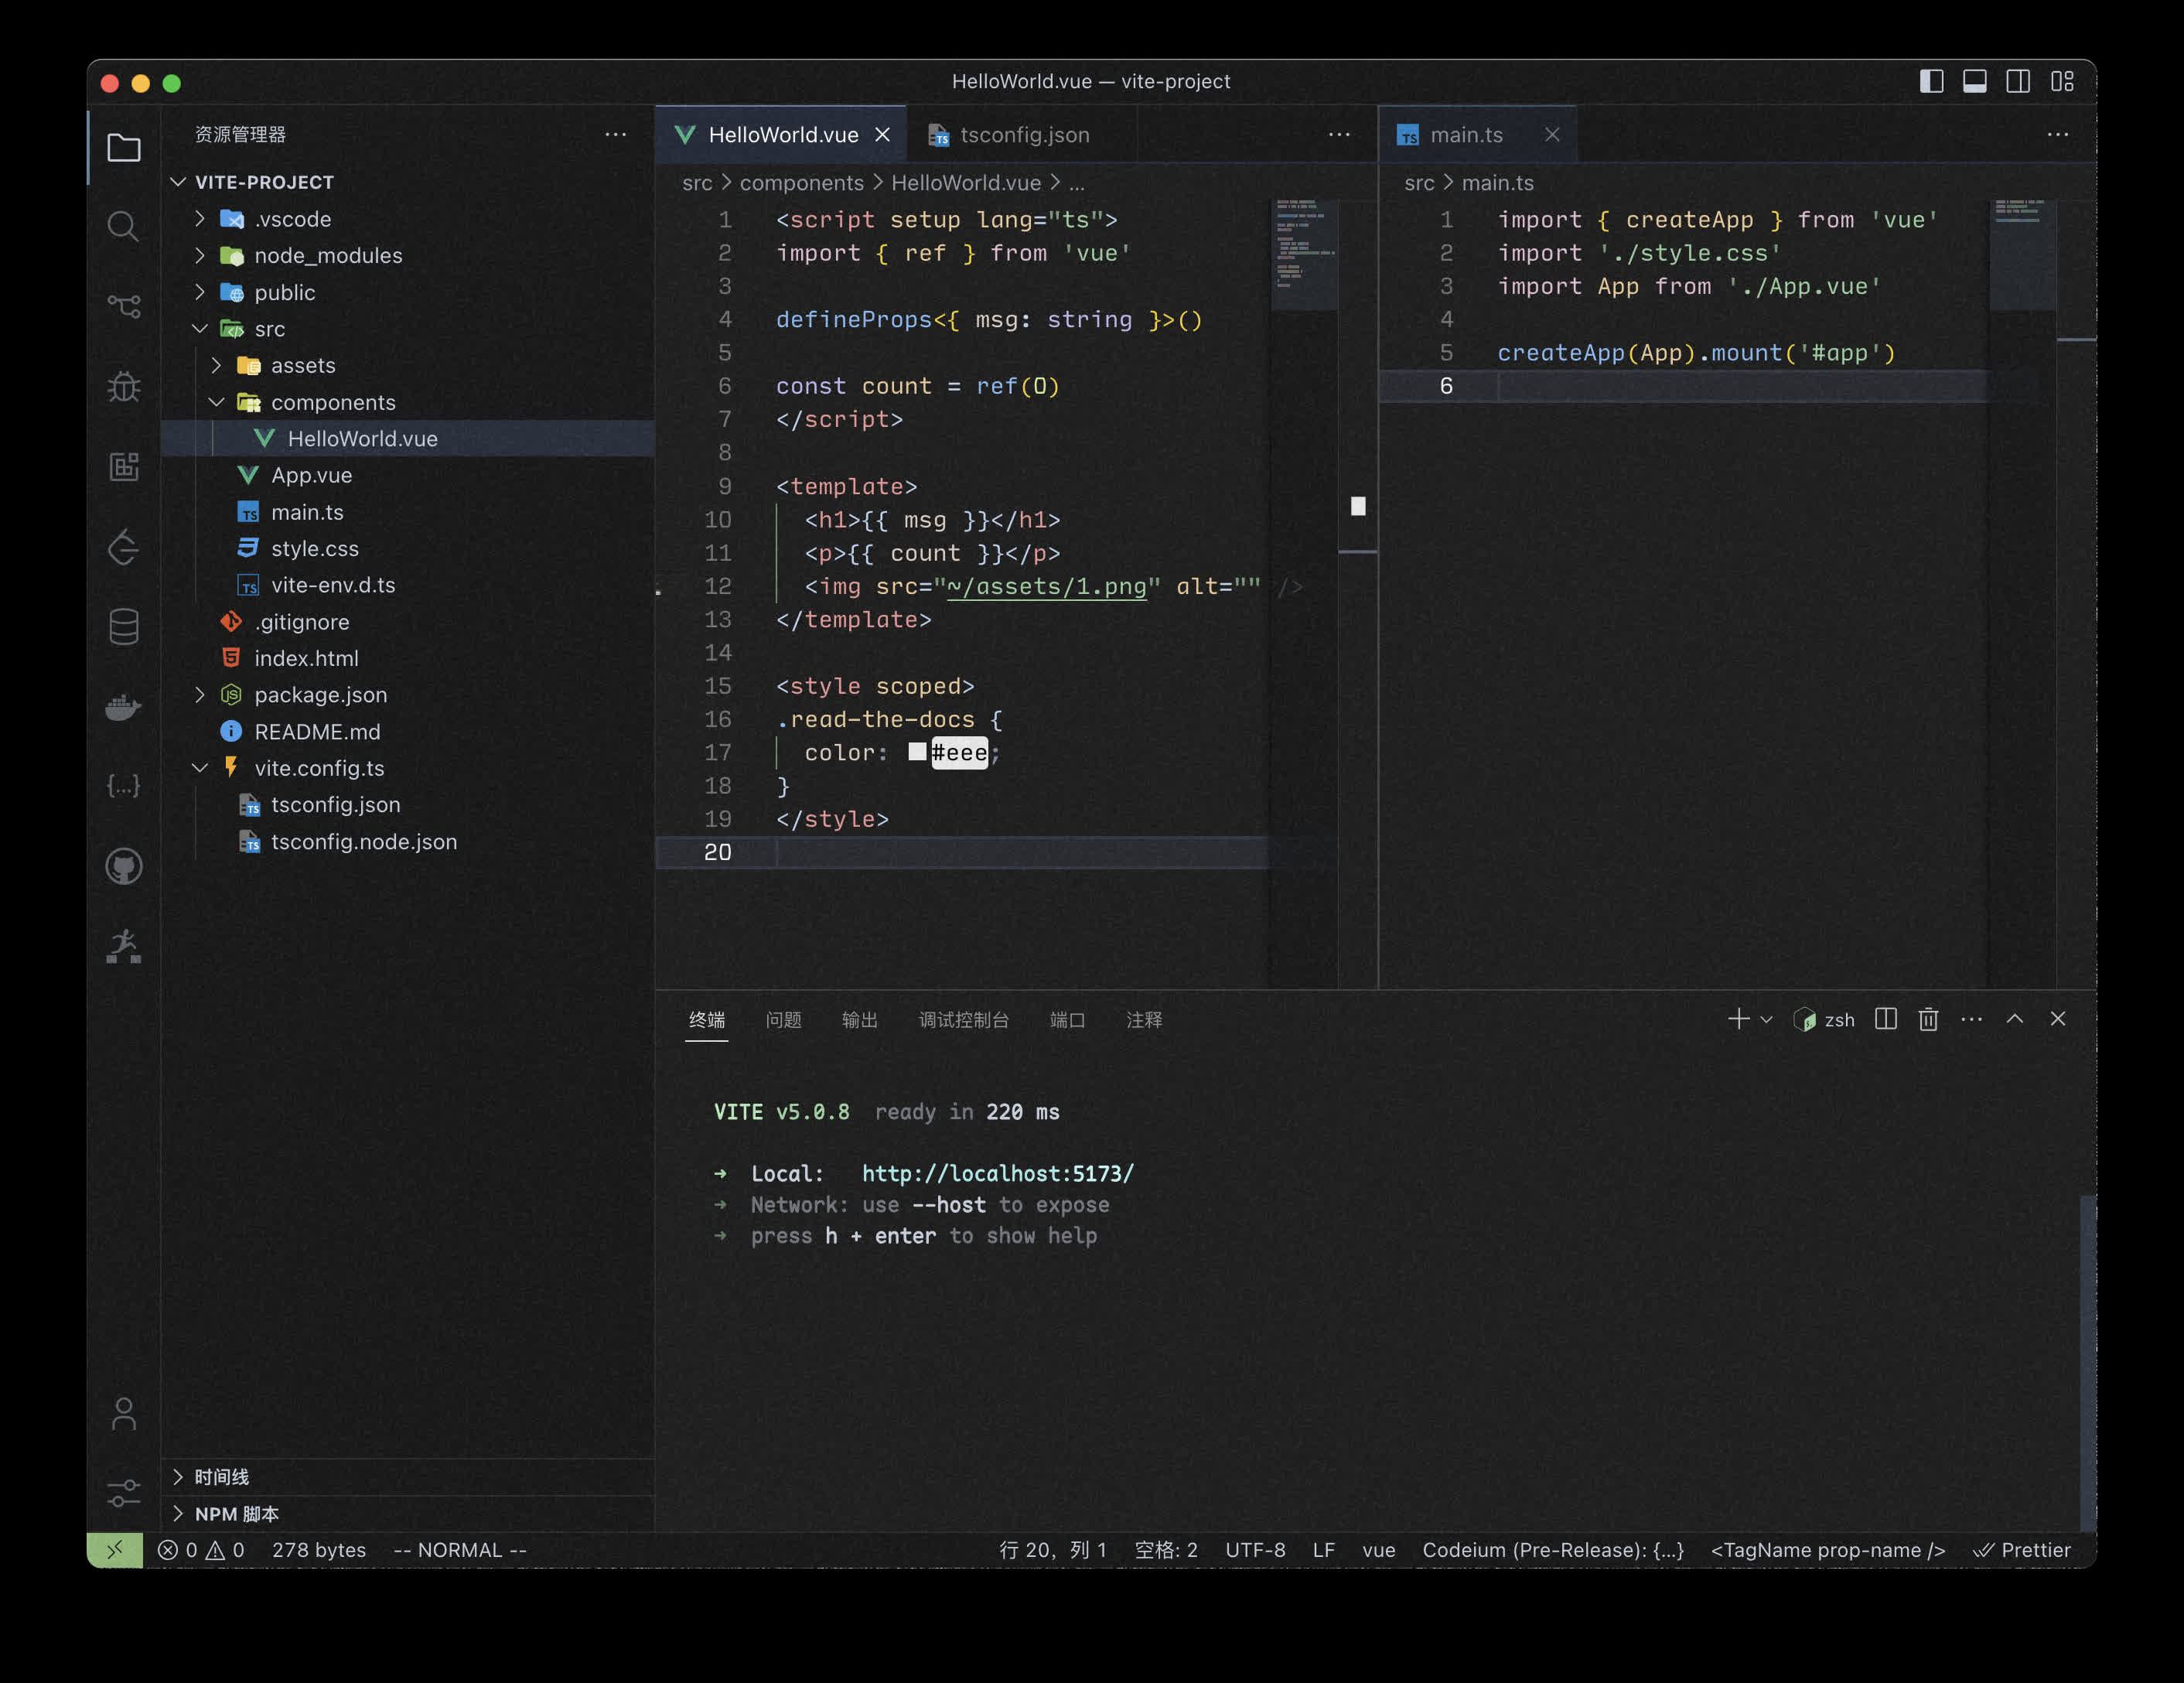 HelloWorld.vue — vite-project
资源管理器
VITE-PROJECT
.vscode
node_modules
public
src
assets
components
HelloWorld.vue
App.vue
main.ts
style.css
vite-env.d.ts
.gitignore
index.html
package.json
README.md
vite.config.ts
tsconfig.json
tsconfig.node.json
时间线
NPM 脚本
HelloWorld.vue
tsconfig.json
src > components > HelloWorld.vue > ...
1 <script setup lang="ts">
2 import { ref } from 'vue'
3
4 defineProps<{ msg: string }>()
5
6 const count = ref(0)
7 </script>
8
9 <template>
10 <h1>{{ msg }}</h1>
11 <p>{{ count }}</p>
12 <img src="~/assets/1.png" alt="" />
13 </template>
14
15 <style scoped>
16 .read-the-docs {
17 color: #eee;
18 }
19 </style>
20
main.ts
src > main.ts
1 import { createApp } from 'vue'
2 import './style.css'
3 import App from './App.vue'
4
5 createApp(App).mount('#app')
6
终端 问题 输出 调试控制台 端口 注释
zsh
VITE v5.0.8 ready in 220 ms
➜ Local: http://localhost:5173/
➜ Network: use --host to expose
➜ press h + enter to show help
0 0 278 bytes -- NORMAL -- 行 20，列 1 空格: 2 UTF-8 LF vue Codeium (Pre-Release): {...} <TagName prop-name /> Prettier